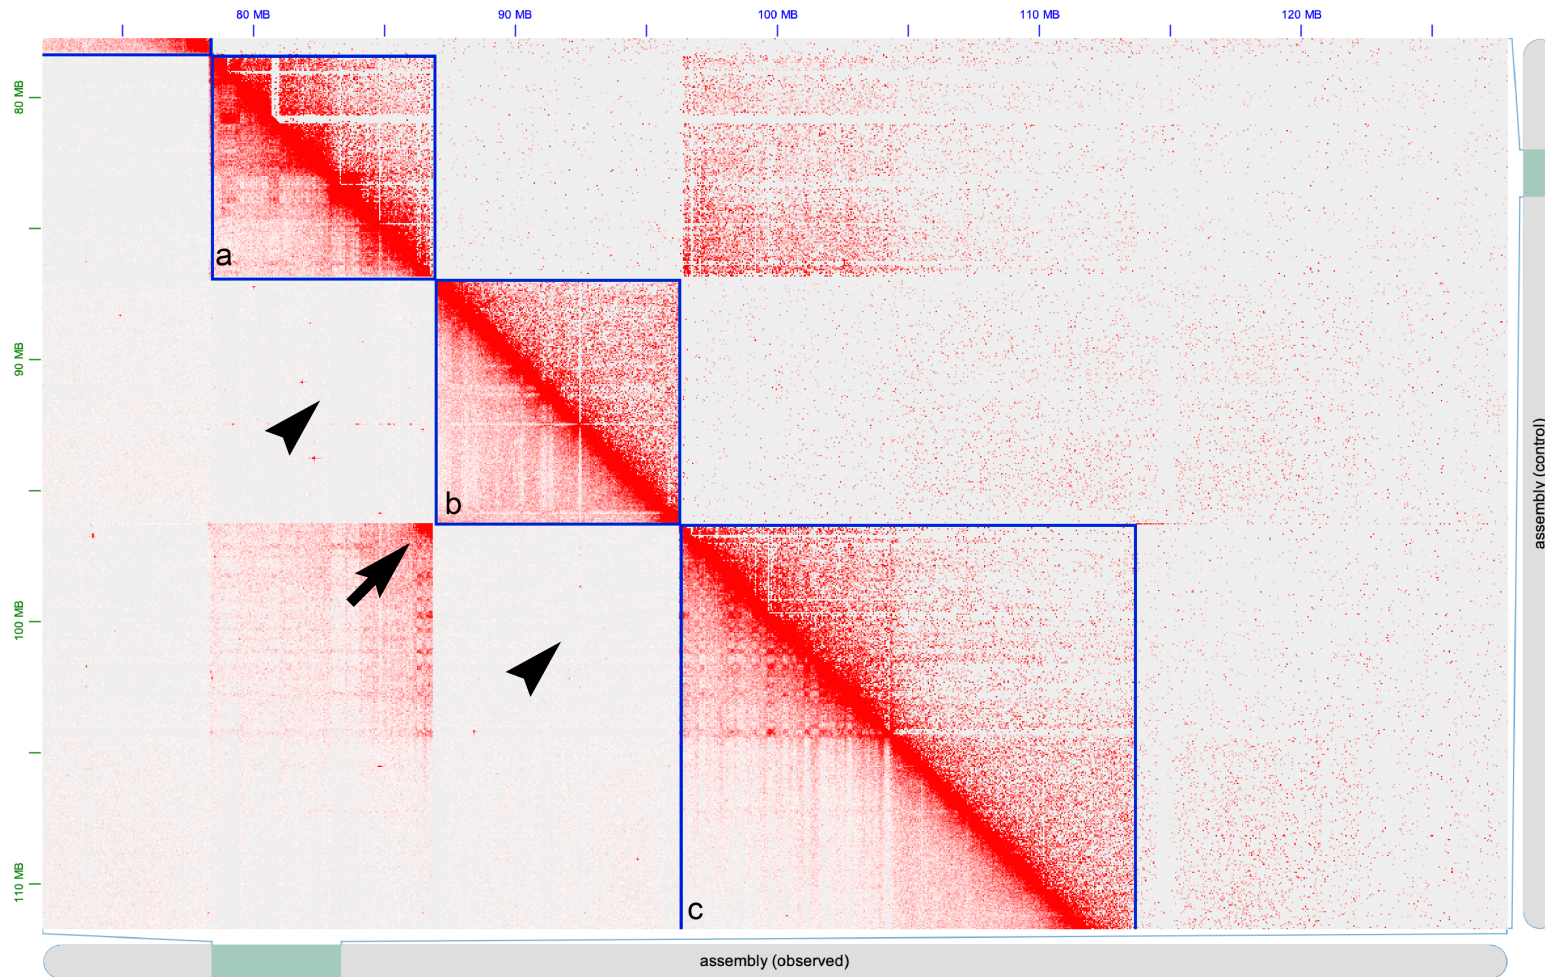 80 MB
90 MB
100 MB
110 MB
120 MB
80 MB
90 MB
100 MB
110 MB
a
b
c
assembly (control)
assembly (observed)